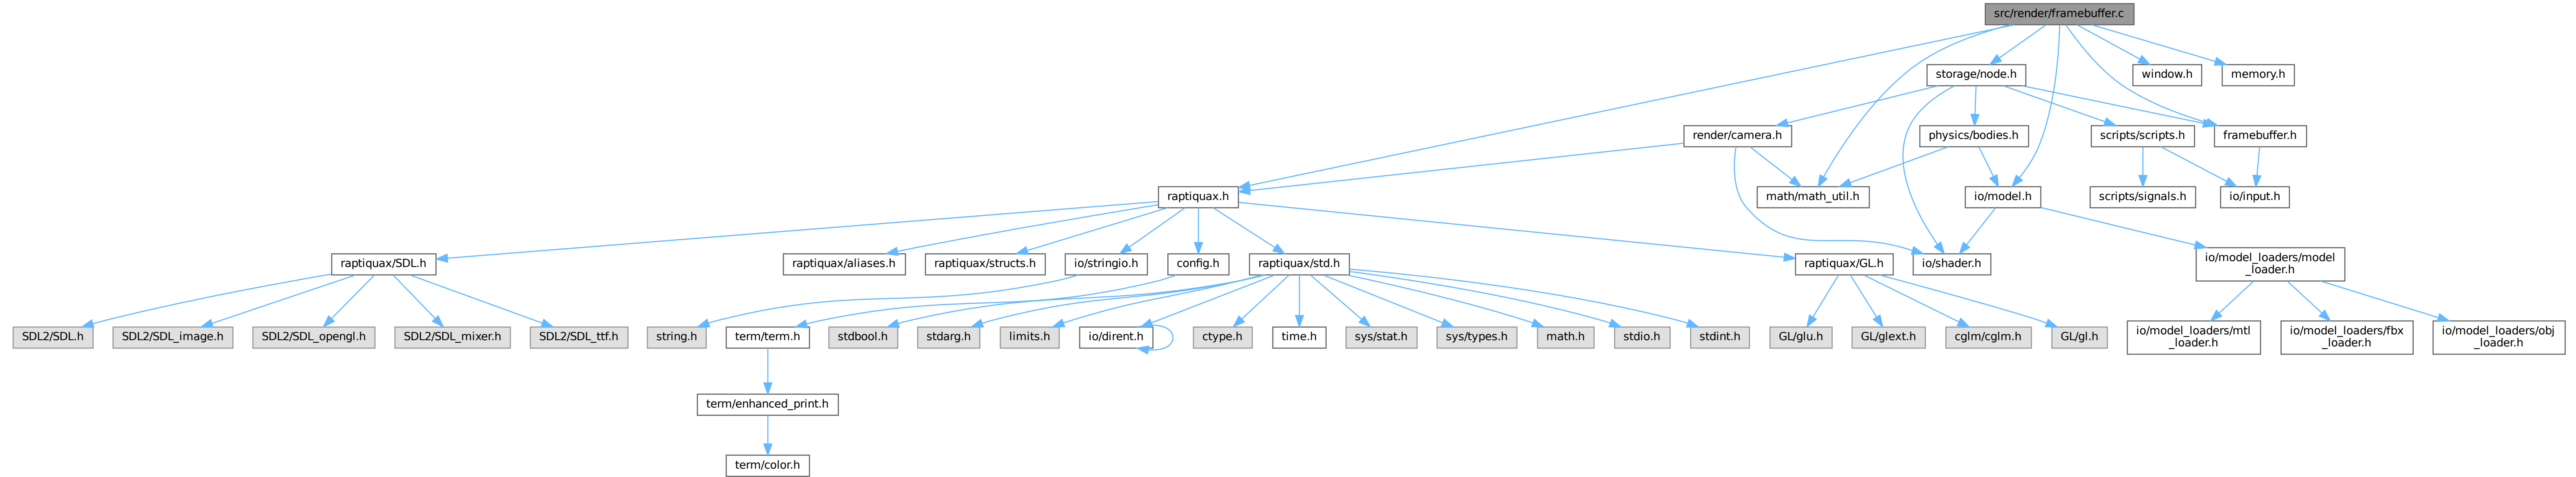 src/render/framebuffer.c
storage/node.h
window.h
memory.h
render/camera.h
physics/bodies.h
scripts/scripts.h
framebuffer.h
raptiquax.h
math/math_util.h
io/model.h
scripts/signals.h
io/input.h
raptiquax/SDL.h
raptiquax/aliases.h
raptiquax/structs.h
io/stringio.h
config.h
raptiquax/std.h
raptiquax/GL.h
io/shader.h
io/model_loaders/model
_loader.h
SDL2/SDL.h
SDL2/SDL_image.h
SDL2/SDL_opengl.h
SDL2/SDL_mixer.h
SDL2/SDL_ttf.h
string.h
term/term.h
stdbool.h
stdarg.h
limits.h
io/dirent.h
ctype.h
time.h
sys/stat.h
sys/types.h
math.h
stdio.h
stdint.h
GL/glu.h
GL/glext.h
cglm/cglm.h
GL/gl.h
io/model_loaders/mtl
_loader.h
io/model_loaders/fbx
_loader.h
io/model_loaders/obj
_loader.h
term/enhanced_print.h
term/color.h